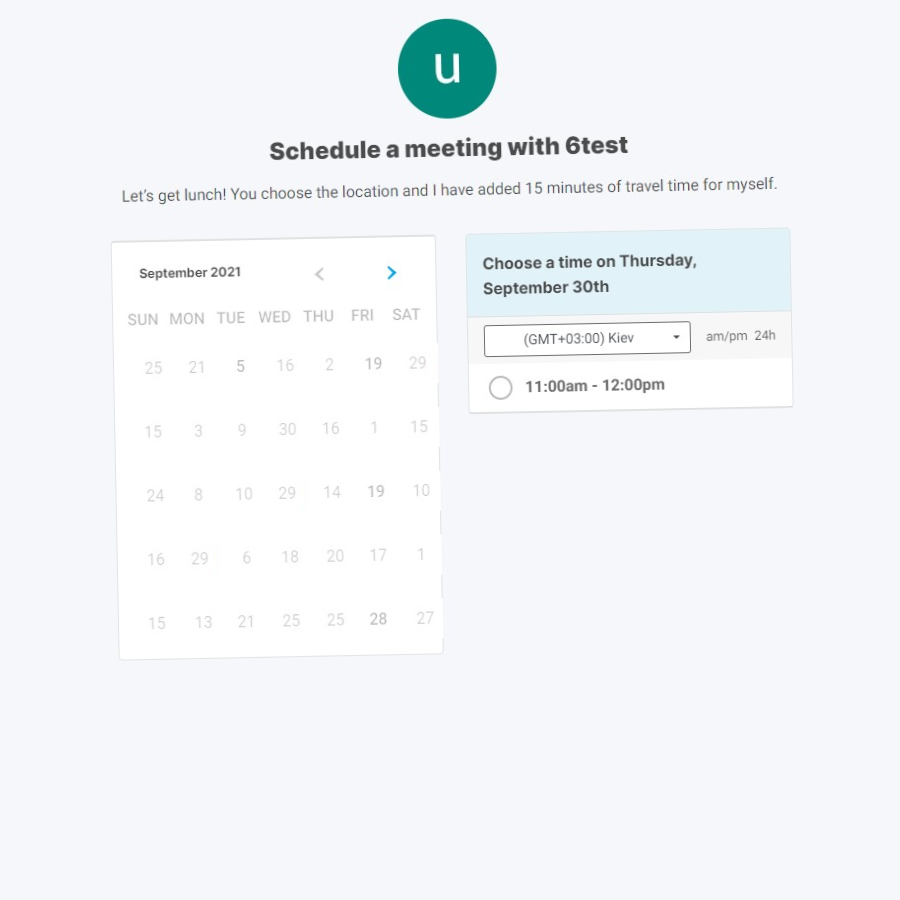 u
Schedule a meeting with 6test
Let's get lunch! You choose the location and I have added 15 minutes of travel time for myself.
September 2021
SUN MON TUE WED THU FRI SAT
25 21 5 16 2 19 29
15 3 9 30 16 1 15
24 8 10 29 14 19 10
16 29 6 18 20 17 1
15 13 21 25 25 28 27
Choose a time on Thursday,
September 30th
(GMT+03:00) Kiev
am/pm 24h
11:00am - 12:00pm